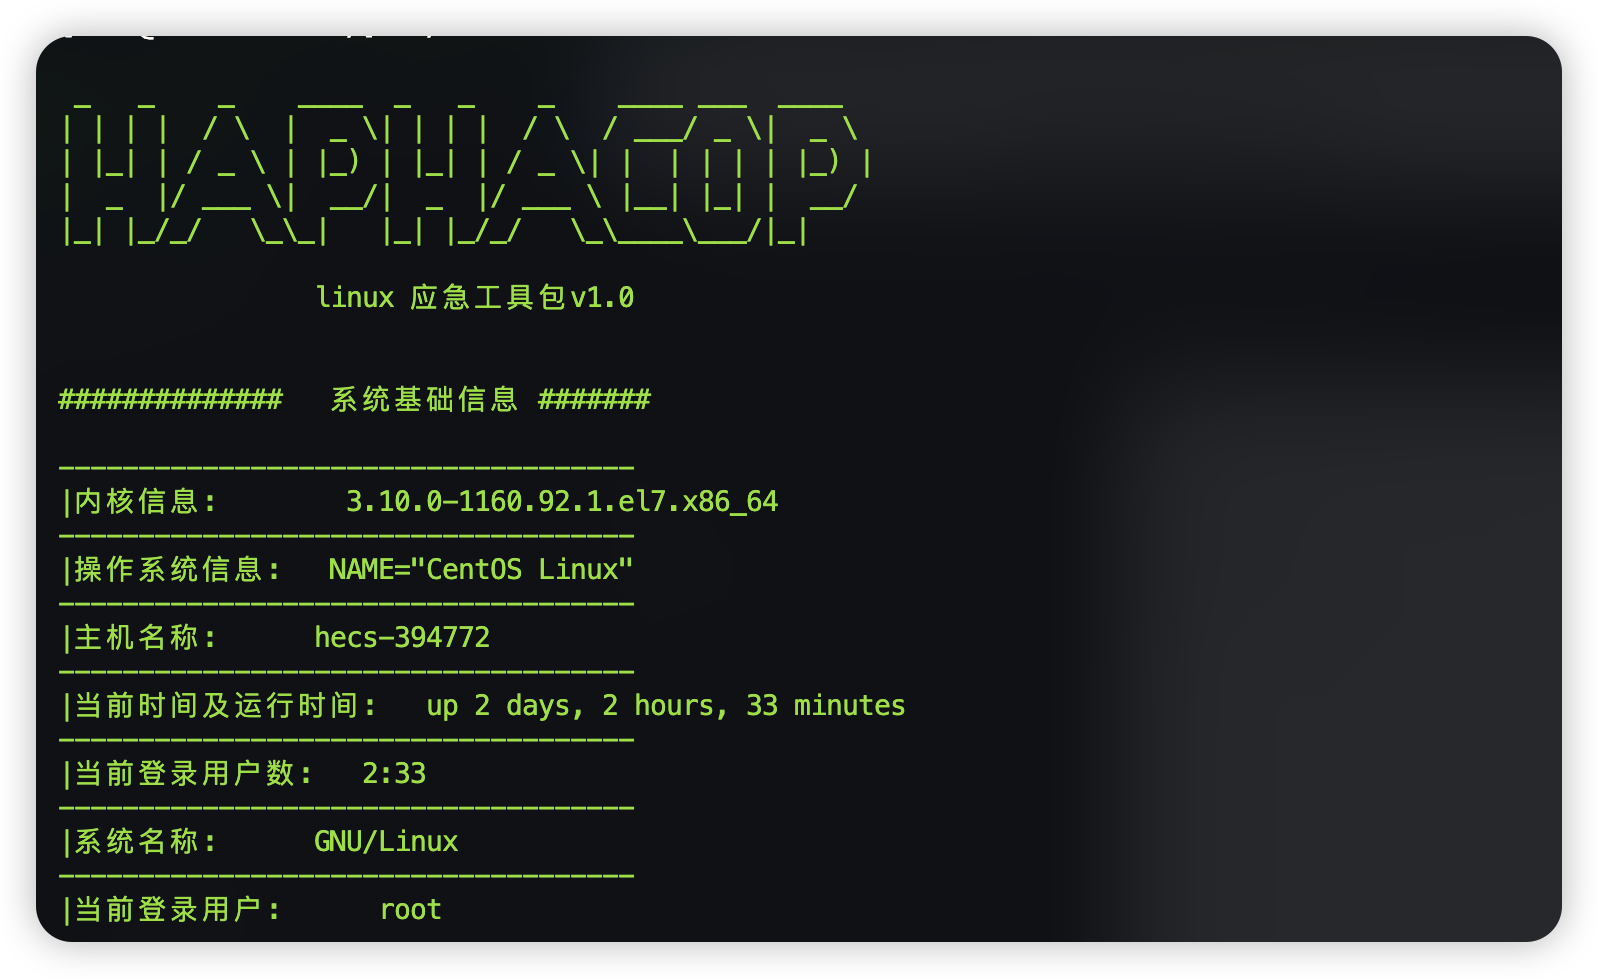 _   _    _    ____  _   _    _    ____ ___  ____
| | | |  / \  |  _ \| | | |  / \  / ___/ _ \|  _ \
| |_| | / _ \ | |_) | |_| | / _ \| |  | | | | |_) |
|  _  |/ ___ \|  __/|  _  |/ ___ \ |__| |_| |  __/
|_| |_/_/   \_\_|   |_| |_/_/   \_\____\___/|_|
linux 应急工具包v1.0
############## 系统基础信息 #######
------------------------------------
|内核信息: 3.10.0-1160.92.1.el7.x86_64
------------------------------------
|操作系统信息: NAME="CentOS Linux"
------------------------------------
|主机名称: hecs-394772
------------------------------------
|当前时间及运行时间: up 2 days, 2 hours, 33 minutes
------------------------------------
|当前登录用户数: 2:33
------------------------------------
|系统名称: GNU/Linux
------------------------------------
|当前登录用户: root